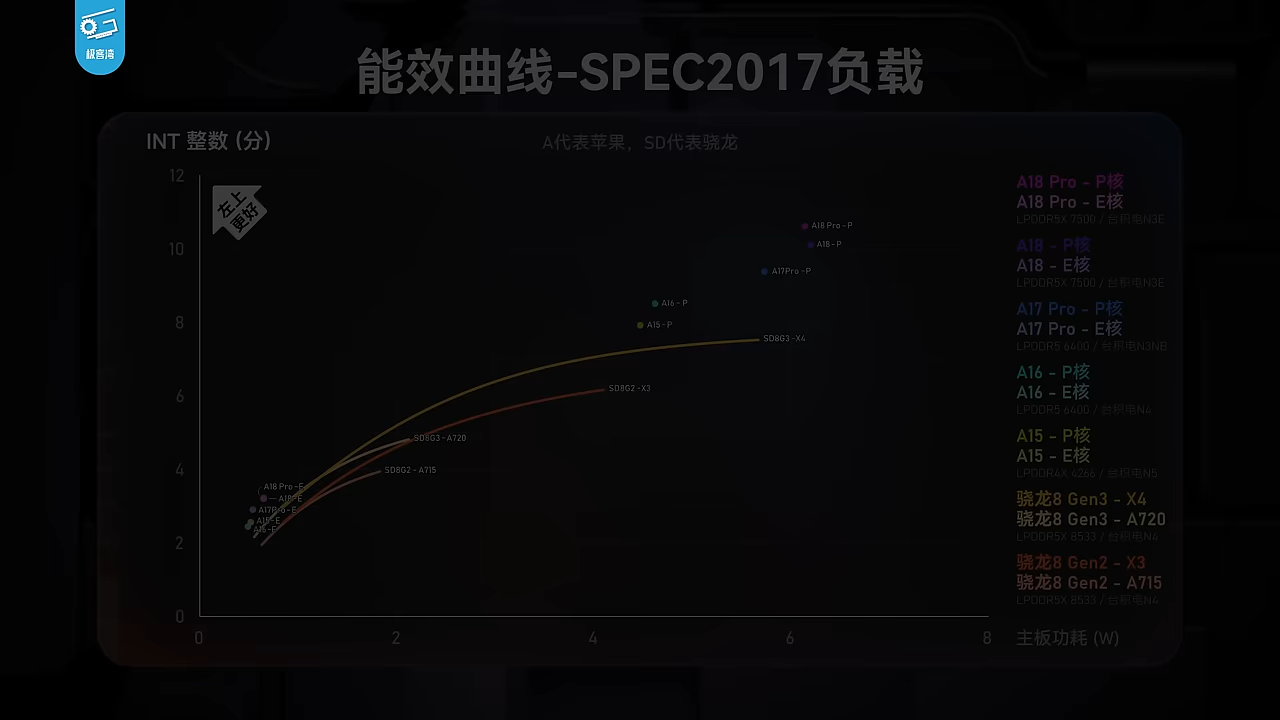 极客湾
能效曲线-SPEC2017负载
INT 整数 (分)
A代表苹果，SD代表骁龙
12
10
8
6
4
2
0
0
2
4
6
8
主板功耗 (W)
左上
更好
A18 Pro -P
A18 - P
A17Pro -P
A16 - P
A15 - P
SD8G3 -X4
SD8G2 -X3
SD8G3 - A720
SD8G2 - A715
A18 Pro -E
A18 -E
A17Pro -E
A15 -E
A16 -E
A18 Pro - P核
A18 Pro - E核
LPDDR5X 7500 / 台积电N3E
A18 - P核
A18 - E核
LPDDR5X 7500 / 台积电N3E
A17 Pro - P核
A17 Pro - E核
LPDDR5 6400 / 台积电N3NB
A16 - P核
A16 - E核
LPDDR5 6400 / 台积电N4
A15 - P核
A15 - E核
LPDDR4X 4266 / 台积电N5
骁龙8 Gen3 - X4
骁龙8 Gen3 - A720
LPDDR5X 8533 / 台积电N4
骁龙8 Gen2 - X3
骁龙8 Gen2 - A715
LPDDR5X 8533 / 台积电N4